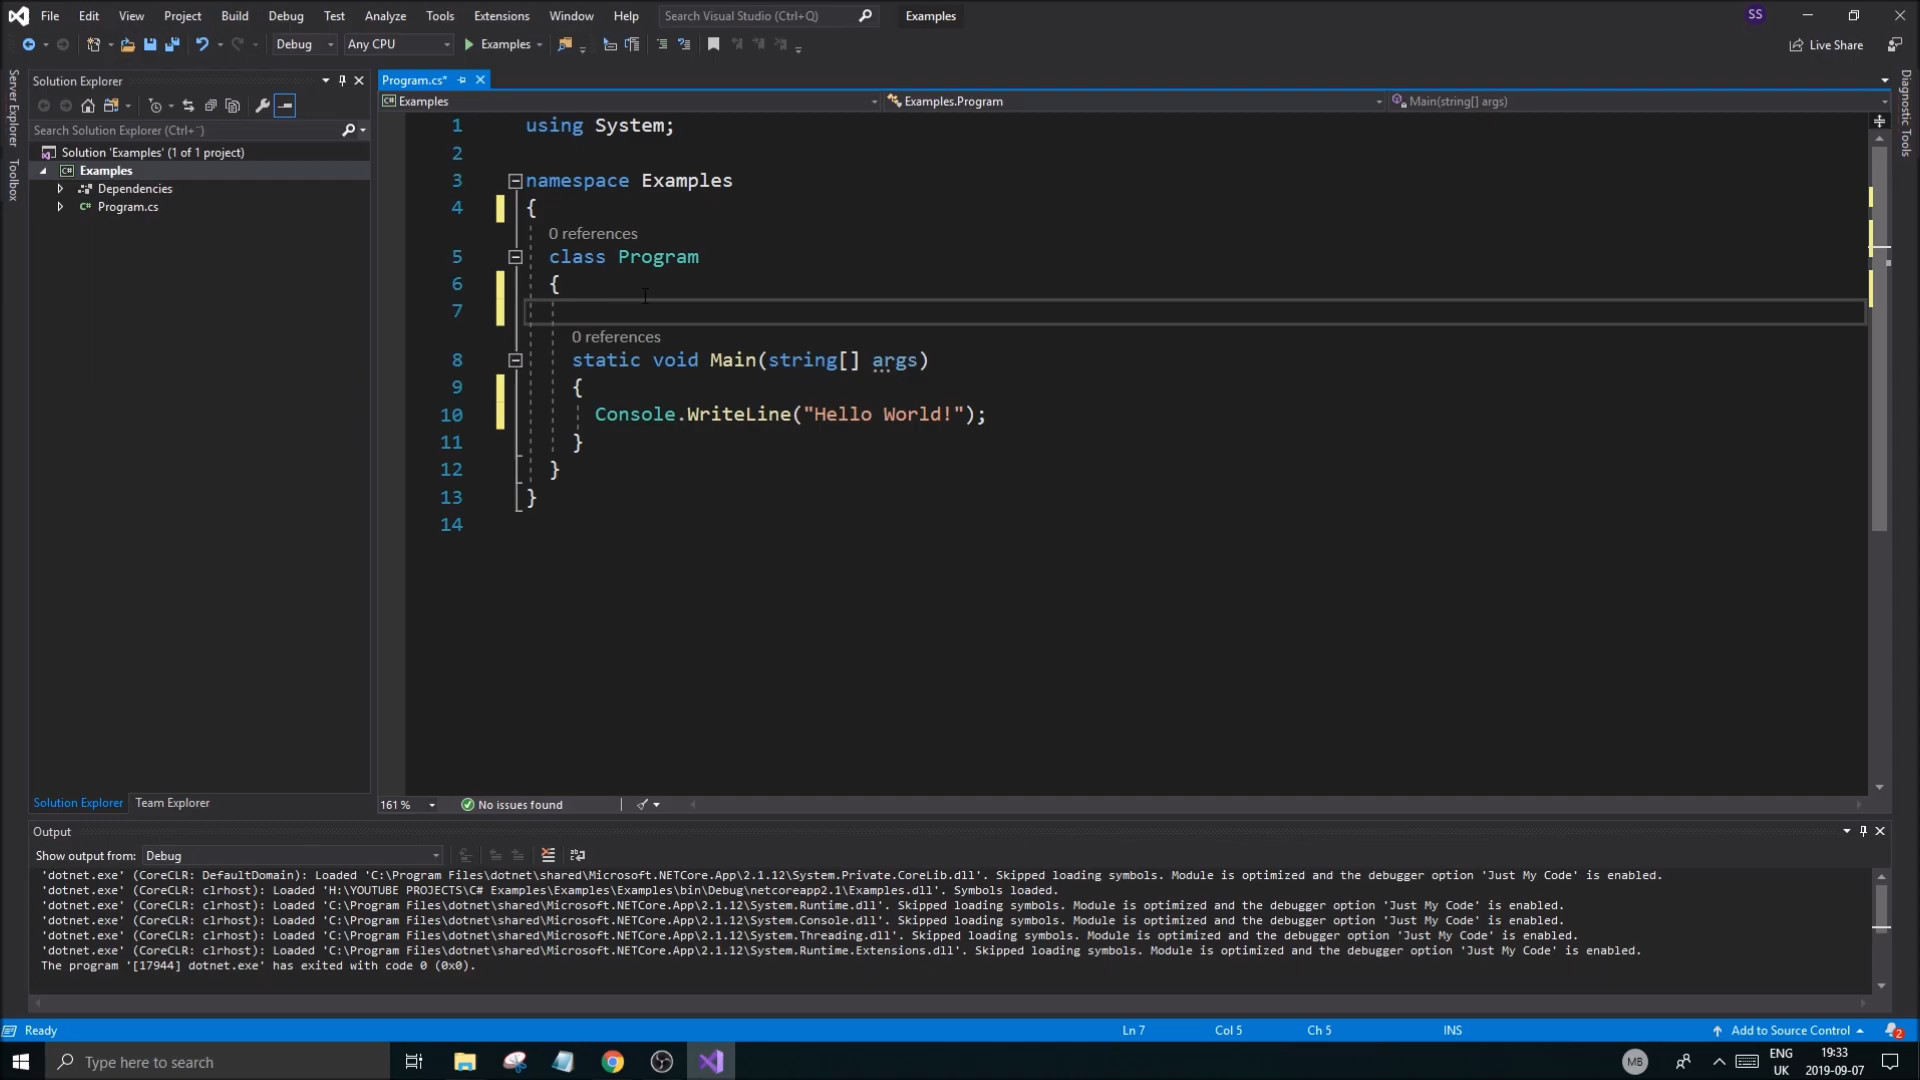 File Edit View Project Build Debug Test Analyze Tools Extensions Window Help Search Visual Studio (Ctrl+Q) Examples SS
Debug Any CPU Examples Live Share
Server Explorer
Toolbox
Solution Explorer
Search Solution Explorer (Ctrl+¨)
Solution 'Examples' (1 of 1 project)
C# Examples
Dependencies
C# Program.cs
Solution Explorer Team Explorer
Program.cs*
C# Examples Examples.Program Main(string[] args)
1 using System;
2
3 namespace Examples
4 {
0 references
5 class Program
6 {
7
0 references
8 static void Main(string[] args)
9 {
10 Console.WriteLine("Hello World!");
11 }
12 }
13 }
14
161 % No issues found
Diagnostic Tools
Output
Show output from: Debug
'dotnet.exe' (CoreCLR: DefaultDomain): Loaded 'C:\Program Files\dotnet\shared\Microsoft.NETCore.App\2.1.12\System.Private.CoreLib.dll'. Skipped loading symbols. Module is optimized and the debugger option 'Just My Code' is enabled.
'dotnet.exe' (CoreCLR: clrhost): Loaded 'H:\YOUTUBE PROJECTS\C# Examples\Examples\Examples\bin\Debug\netcoreapp2.1\Examples.dll'. Symbols loaded.
'dotnet.exe' (CoreCLR: clrhost): Loaded 'C:\Program Files\dotnet\shared\Microsoft.NETCore.App\2.1.12\System.Runtime.dll'. Skipped loading symbols. Module is optimized and the debugger option 'Just My Code' is enabled.
'dotnet.exe' (CoreCLR: clrhost): Loaded 'C:\Program Files\dotnet\shared\Microsoft.NETCore.App\2.1.12\System.Console.dll'. Skipped loading symbols. Module is optimized and the debugger option 'Just My Code' is enabled.
'dotnet.exe' (CoreCLR: clrhost): Loaded 'C:\Program Files\dotnet\shared\Microsoft.NETCore.App\2.1.12\System.Threading.dll'. Skipped loading symbols. Module is optimized and the debugger option 'Just My Code' is enabled.
'dotnet.exe' (CoreCLR: clrhost): Loaded 'C:\Program Files\dotnet\shared\Microsoft.NETCore.App\2.1.12\System.Runtime.Extensions.dll'. Skipped loading symbols. Module is optimized and the debugger option 'Just My Code' is enabled.
The program '[17944] dotnet.exe' has exited with code 0 (0x0).
Ready Ln 7 Col 5 Ch 5 INS Add to Source Control 2
Type here to search MB ENG 19:33
UK 2019-09-07